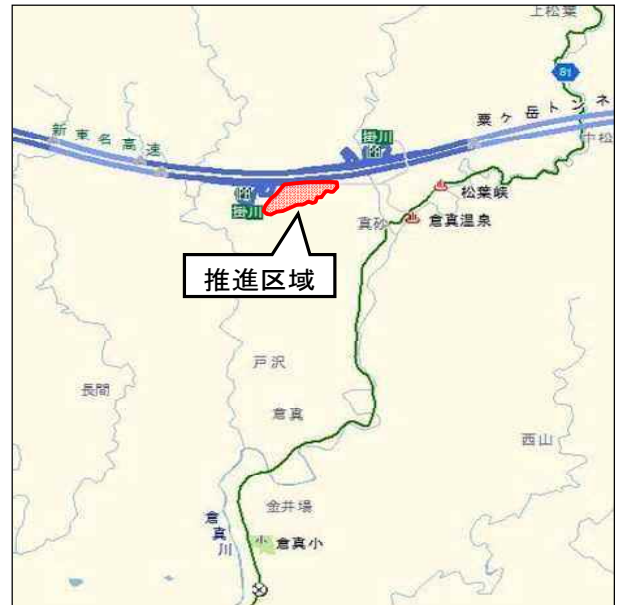 上松葉
81
粟ヶ岳トンネ
中松
新東名高速
掛川
掛川
松葉峡
真砂
倉真温泉
推進区域
戸沢
長間
倉真
西山
金井場
倉真川
小
倉真小